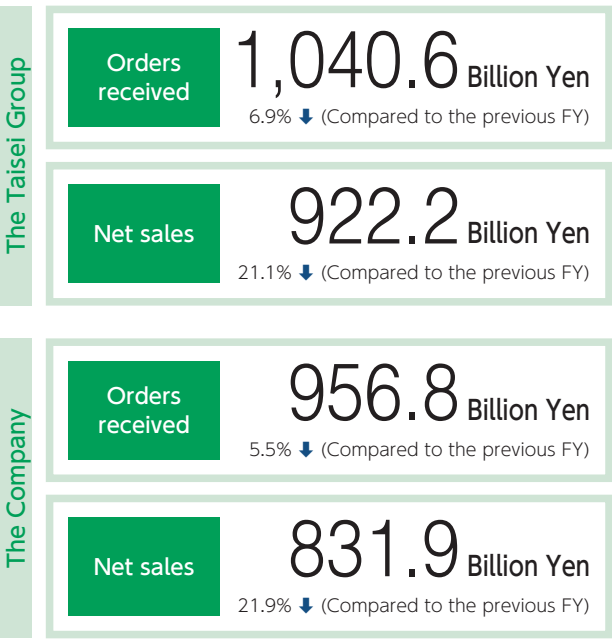 The Taisei Group
Orders
received
1,040.6 Billion Yen
6.9% ⬇ (Compared to the previous FY)
Net sales
922.2 Billion Yen
21.1% ⬇ (Compared to the previous FY)
The Company
Orders
received
956.8 Billion Yen
5.5% ⬇ (Compared to the previous FY)
Net sales
831.9 Billion Yen
21.9% ⬇ (Compared to the previous FY)